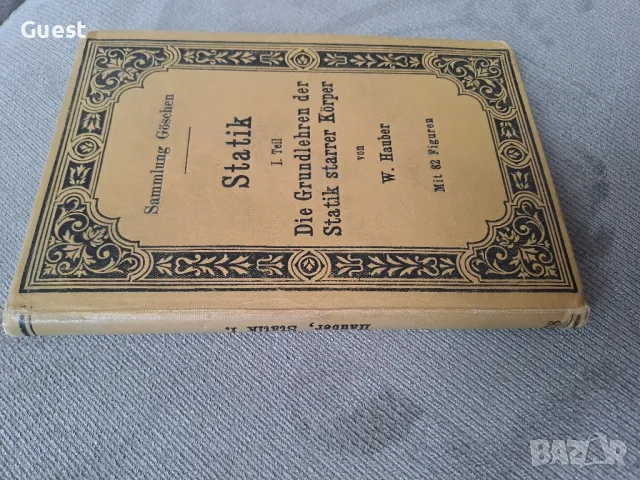 Guest
Sammlung Göschen
Statik
I. Teil
Die Grundlehren der
Statik starrer Körper
von
W. Hauber
Mit 82 Figuren
Hauber, Statik I.
BAZAR